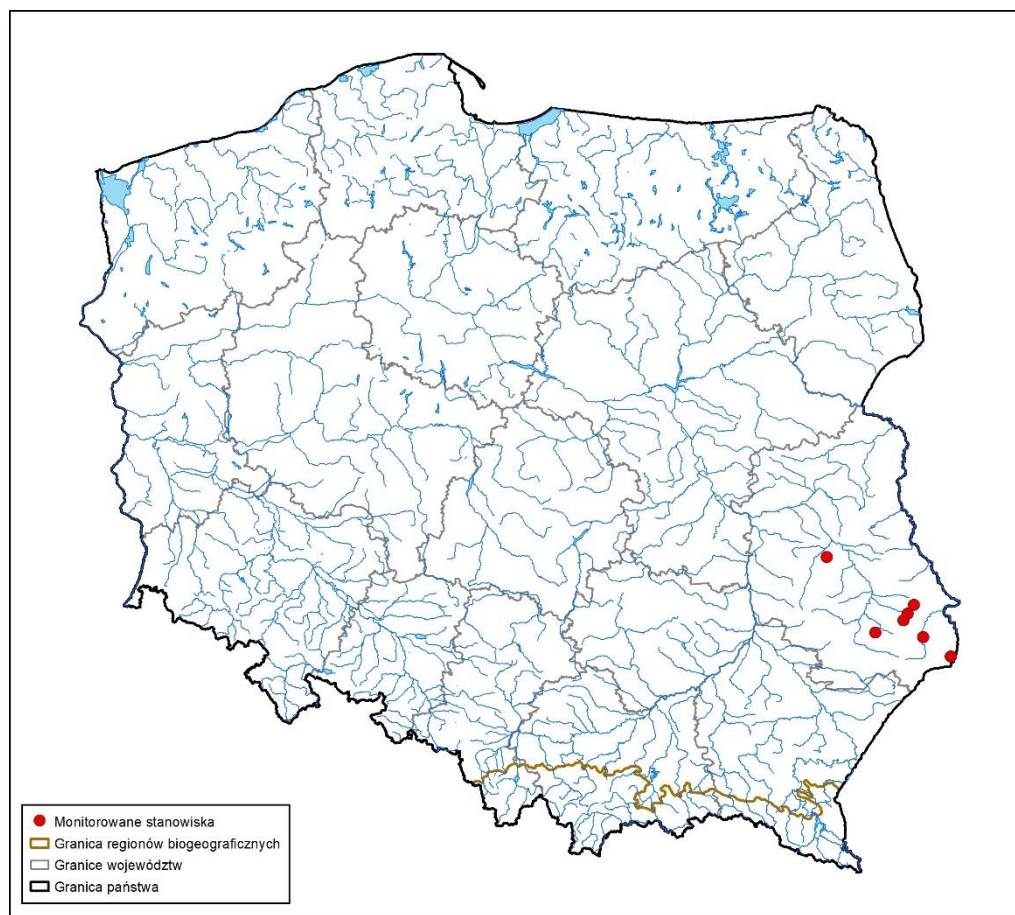 Monitorowane stanowiska
Granica regionów biogeograficznych
Granice województw
Granica państwa